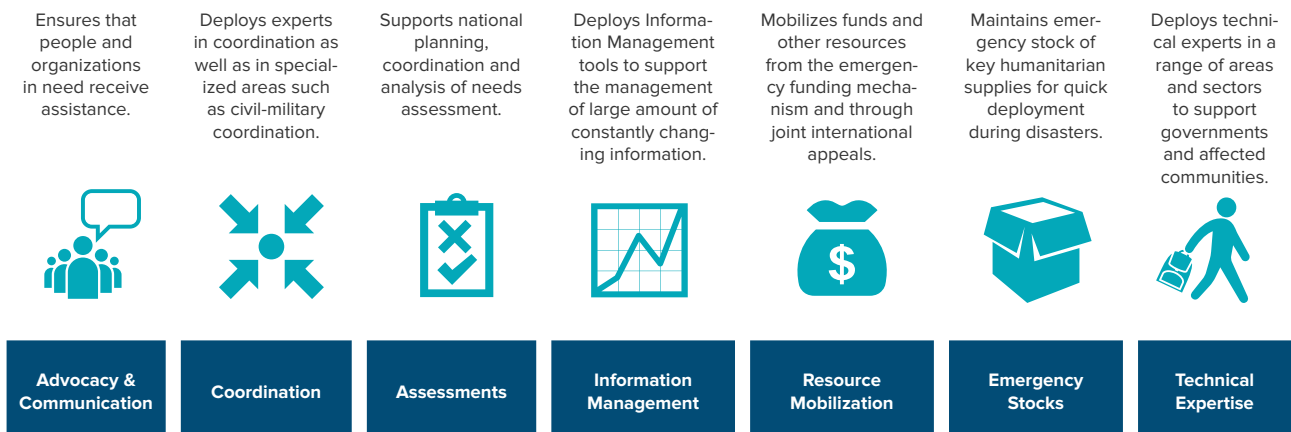 Ensures that
people and
organizations
in need receive
assistance.
Deploys experts
in coordination as
well as in special-
ized areas such
as civil-military
coordination.
Supports national
planning,
coordination and
analysis of needs
assessment.
Deploys Informa-
tion Management
tools to support
the management
of large amount of
constantly chang-
ing information.
Mobilizes funds and
other resources
from the emergen-
cy funding mecha-
nism and through
joint international
appeals.
Maintains emer-
gency stock of
key humanitarian
supplies for quick
deployment
during disasters.
Deploys techni-
cal experts in a
range of areas
and sectors
to support
governments
and affected
communities.
$
Advocacy &
Communication
Coordination
Assessments
Information
Management
Resource
Mobilization
Emergency
Stocks
Technical
Expertise